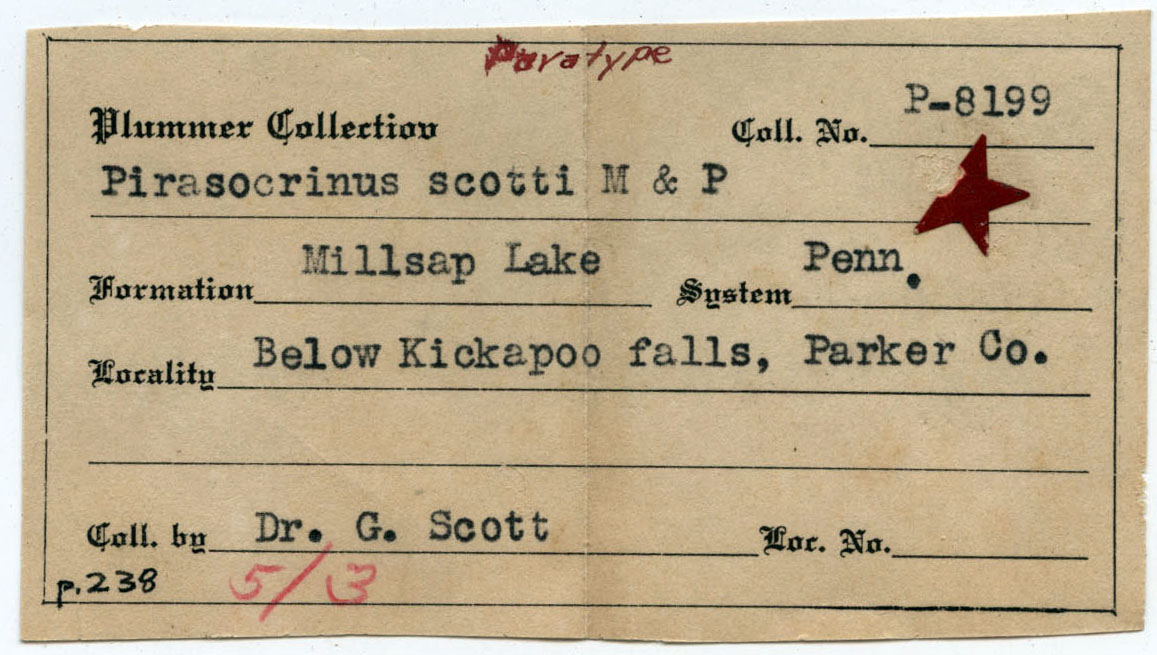 Paratype
Plummer Collection Coll. No. P-8199
Pirasocrinus scotti M & P
Formation Millsap Lake System Penn.
Locality Below Kickapoo falls, Parker Co.
Coll. by Dr. G. Scott Loc. No.
p.238 5/3